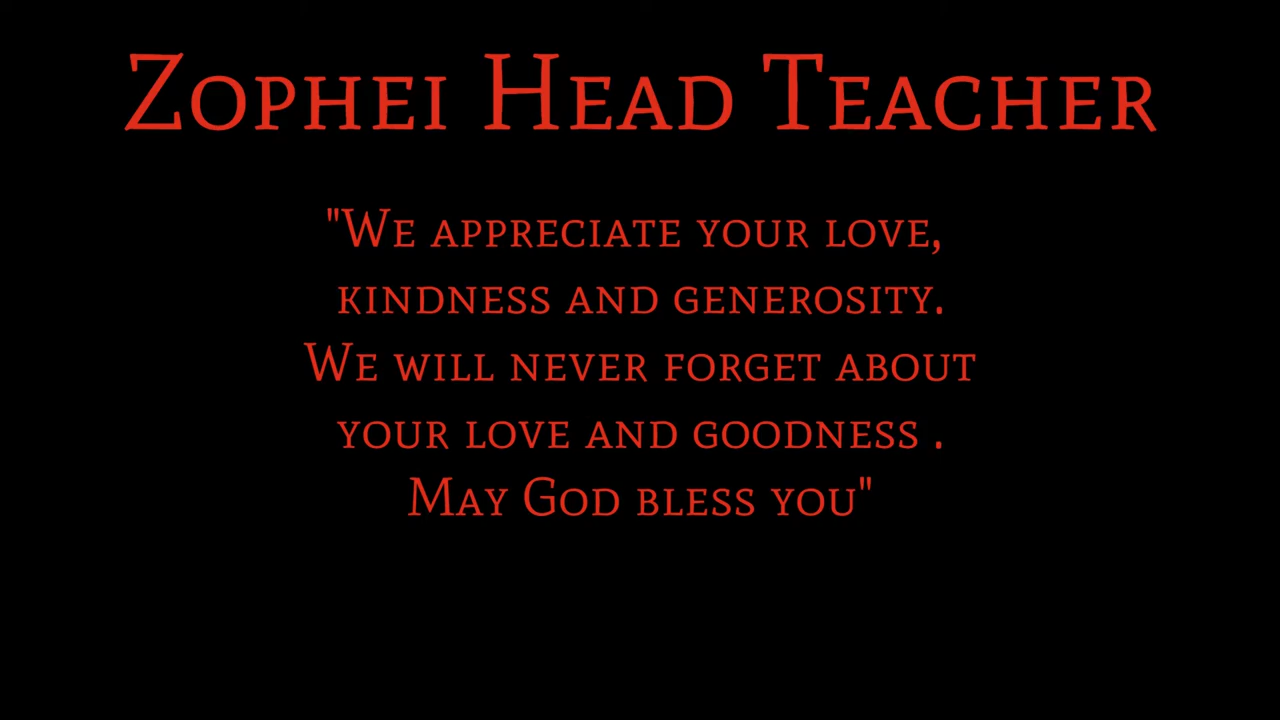 Zophei Head Teacher
"We appreciate your love,
kindness and generosity.
We will never forget about
your love and goodness .
May God bless you"